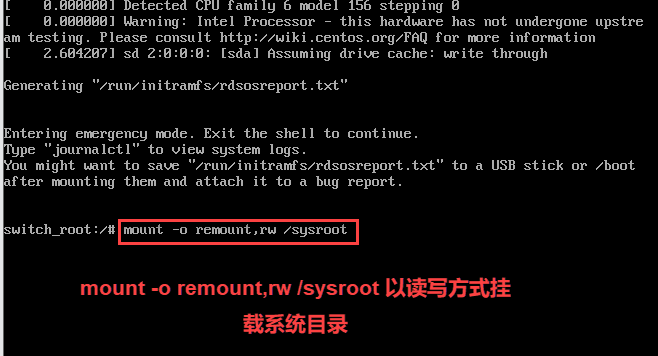 [    0.000000] Detected CPU family 6 model 156 stepping 0
[    0.000000] Warning: Intel Processor - this hardware has not undergone upstre
am testing. Please consult http://wiki.centos.org/FAQ for more information
[    2.604207] sd 2:0:0:0: [sda] Assuming drive cache: write through
Generating "/run/initramfs/rdsosreport.txt"
Entering emergency mode. Exit the shell to continue.
Type "journalctl" to view system logs.
You might want to save "/run/initramfs/rdsosreport.txt" to a USB stick or /boot
after mounting them and attach it to a bug report.
switch_root:/# mount -o remount,rw /sysroot
mount -o remount,rw /sysroot 以读写方式挂
载系统目录